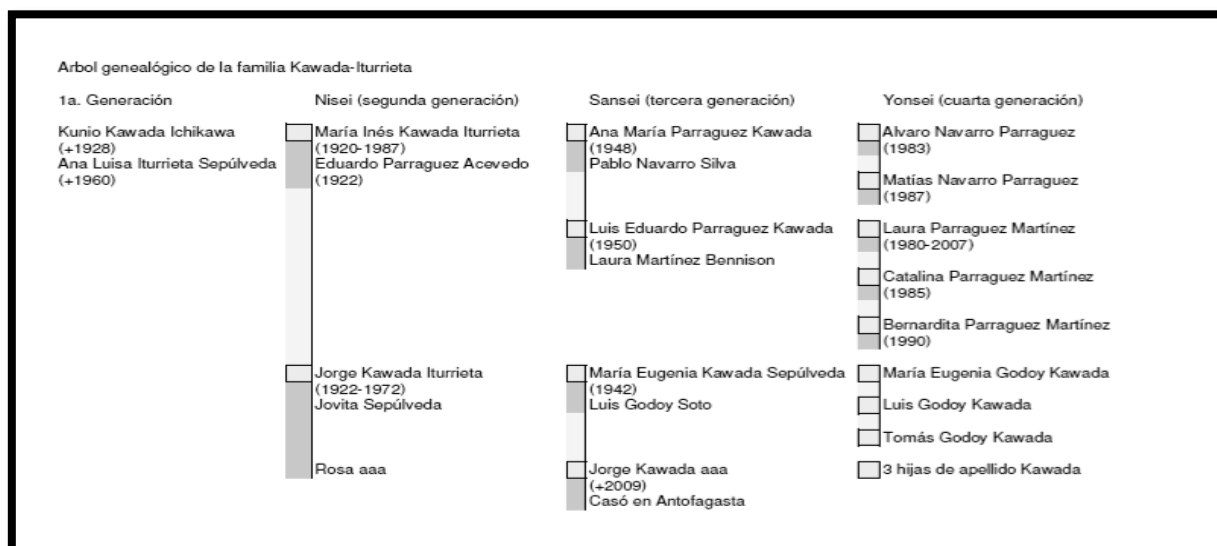 Arbol genealógico de la familia Kawada-Iturrieta
1a. Generación
Kunio Kawada Ichikawa
(+1928)
Ana Luisa Iturrieta Sepúlveda
(+1960)
Nisei (segunda generación)
María Inés Kawada Iturrieta
(1920-1987)
Eduardo Parraguez Acevedo
(1922)
Jorge Kawada Iturrieta
(1922-1972)
Jovita Sepúlveda
Rosa aaa
Sansei (tercera generación)
Ana María Parraguez Kawada
(1948)
Pablo Navarro Silva
Luis Eduardo Parraguez Kawada
(1950)
Laura Martínez Bennison
María Eugenia Kawada Sepúlveda
(1942)
Luis Godoy Soto
Jorge Kawada aaa
(+2009)
Casó en Antofagasta
Yonsei (cuarta generación)
Alvaro Navarro Parraguez
(1983)
Matías Navarro Parraguez
(1987)
Laura Parraguez Martínez
(1980-2007)
Catalina Parraguez Martínez
(1985)
Bernardita Parraguez Martínez
(1990)
María Eugenia Godoy Kawada
Luis Godoy Kawada
Tomás Godoy Kawada
3 hijas de apellido Kawada